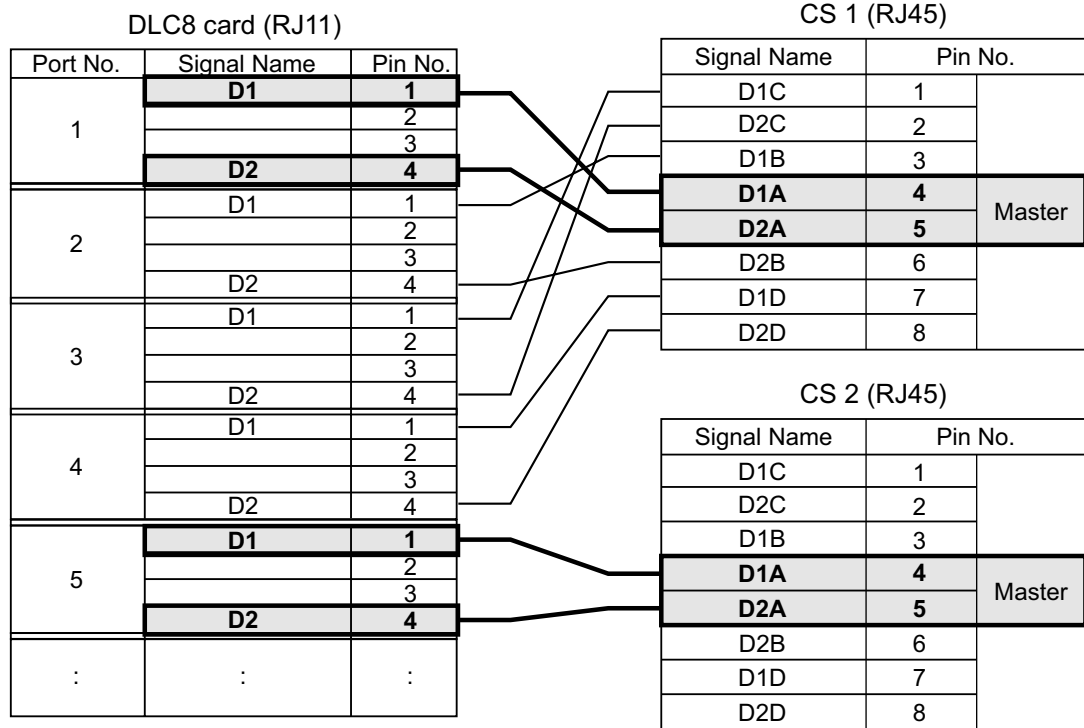 DLC8 card (RJ11)
Port No. Signal Name Pin No.
1 D1 1
2
3
D2 4
2 D1 1
2
3
D2 4
3 D1 1
2
3
D2 4
4 D1 1
2
3
D2 4
5 D1 1
2
3
D2 4
: : :
CS 1 (RJ45)
Signal Name Pin No.
D1C 1
D2C 2
D1B 3
D1A 4 Master
D2A 5
D2B 6
D1D 7
D2D 8
CS 2 (RJ45)
Signal Name Pin No.
D1C 1
D2C 2
D1B 3
D1A 4 Master
D2A 5
D2B 6
D1D 7
D2D 8